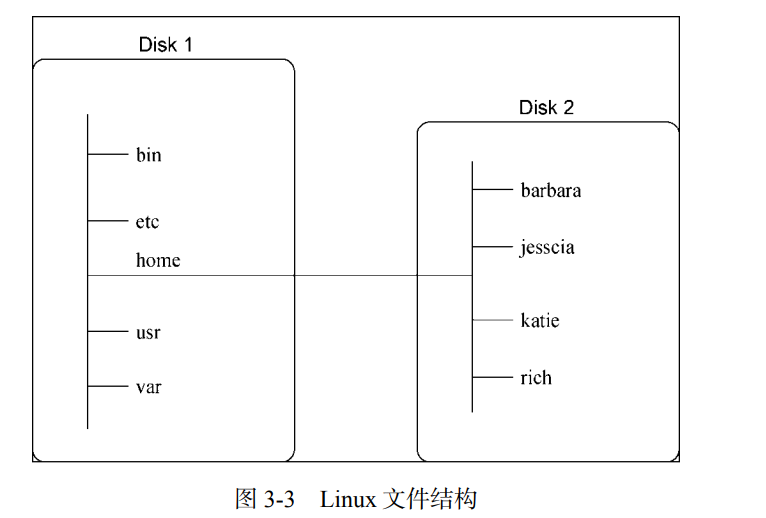 Disk 1
bin
etc
home
usr
var
Disk 2
barbara
jesscia
katie
rich
图 3-3 Linux 文件结构